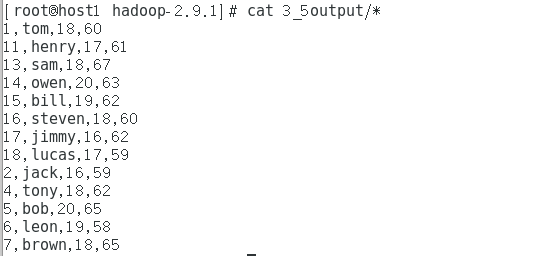 [root@host1 hadoop-2.9.1]# cat 3_5output/*
1,tom,18,60
11,henry,17,61
13,sam,18,67
14,owen,20,63
15,bill,19,62
16,steven,18,60
17,jimmy,16,62
18,lucas,17,59
2,jack,16,59
4,tony,18,62
5,bob,20,65
6,leon,19,58
7,brown,18,65